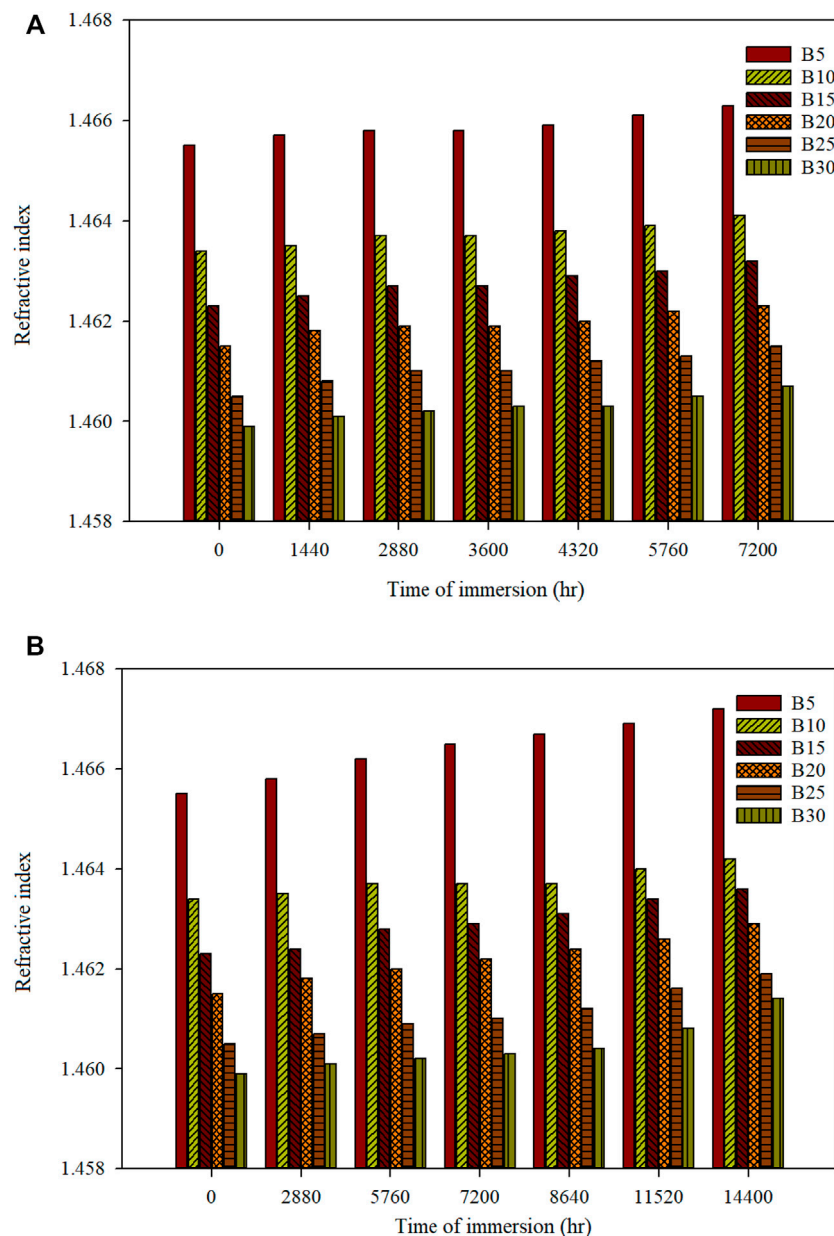 A
1.468
1.466
1.464
1.462
1.460
1.458
Refractive index
B5
B10
B15
B20
B25
B30
0 1440 2880 3600 4320 5760 7200
Time of immersion (hr)
B
1.468
1.466
1.464
1.462
1.460
1.458
Refractive index
B5
B10
B15
B20
B25
B30
0 2880 5760 7200 8640 11520 14400
Time of immersion (hr)